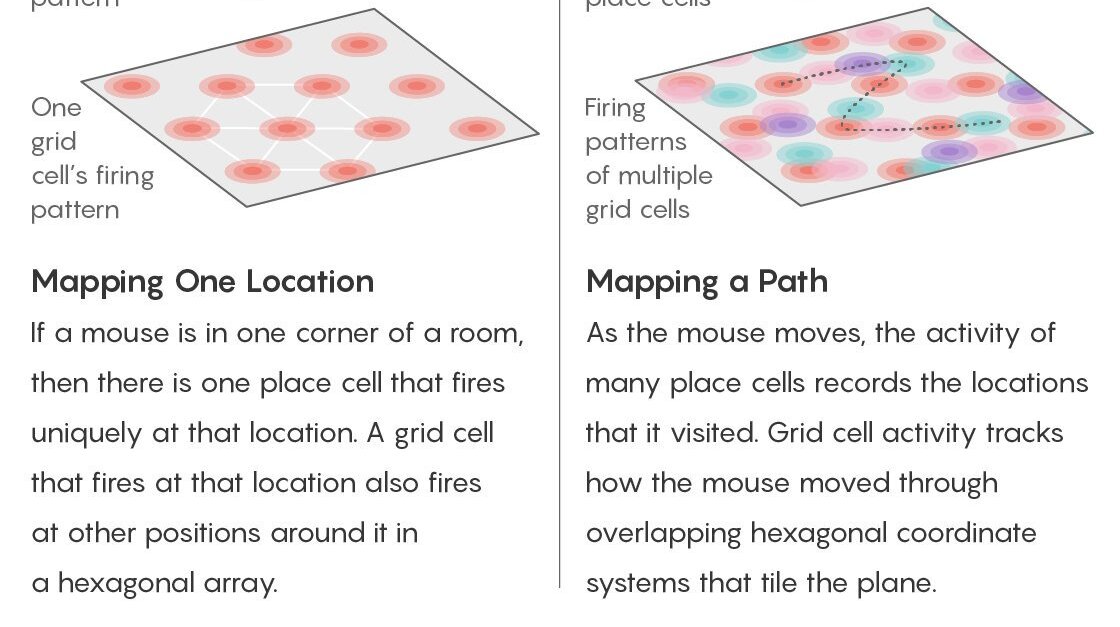 pattern
One
grid
cell's firing
pattern
Mapping One Location
If a mouse is in one corner of a room,
then there is one place cell that fires
uniquely at that location. A grid cell
that fires at that location also fires
at other positions around it in
a hexagonal array.
place cells
Firing
patterns
of multiple
grid cells
Mapping a Path
As the mouse moves, the activity of
many place cells records the locations
that it visited. Grid cell activity tracks
how the mouse moved through
overlapping hexagonal coordinate
systems that tile the plane.